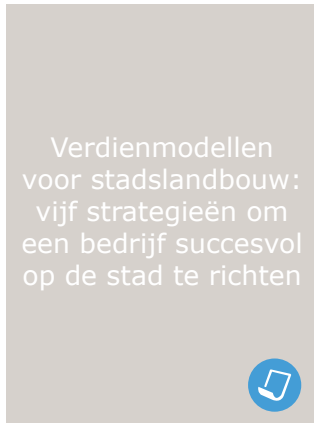 Verdienmodellen
voor stadslandbouw:
vijf strategieën om
een bedrijf succesvol
op de stad te richten